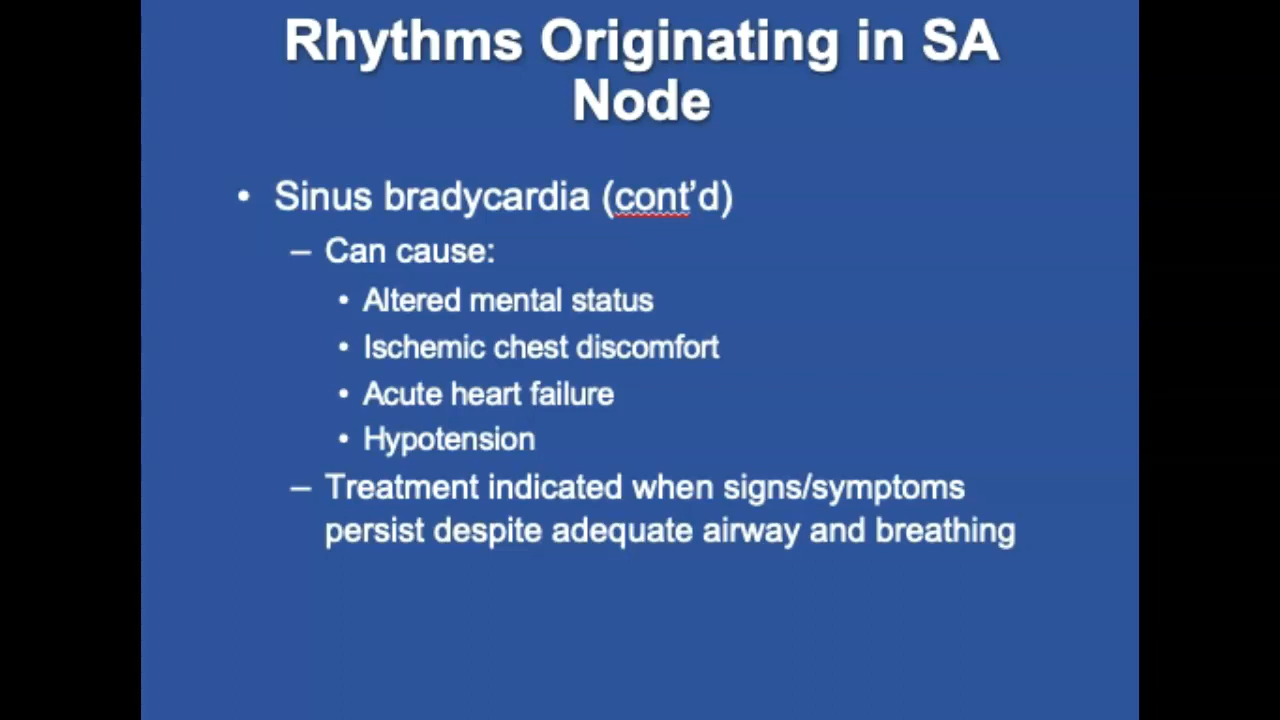 Rhythms Originating in SA
Node
• Sinus bradycardia (cont’d)
– Can cause:
• Altered mental status
• Ischemic chest discomfort
• Acute heart failure
• Hypotension
– Treatment indicated when signs/symptoms
persist despite adequate airway and breathing